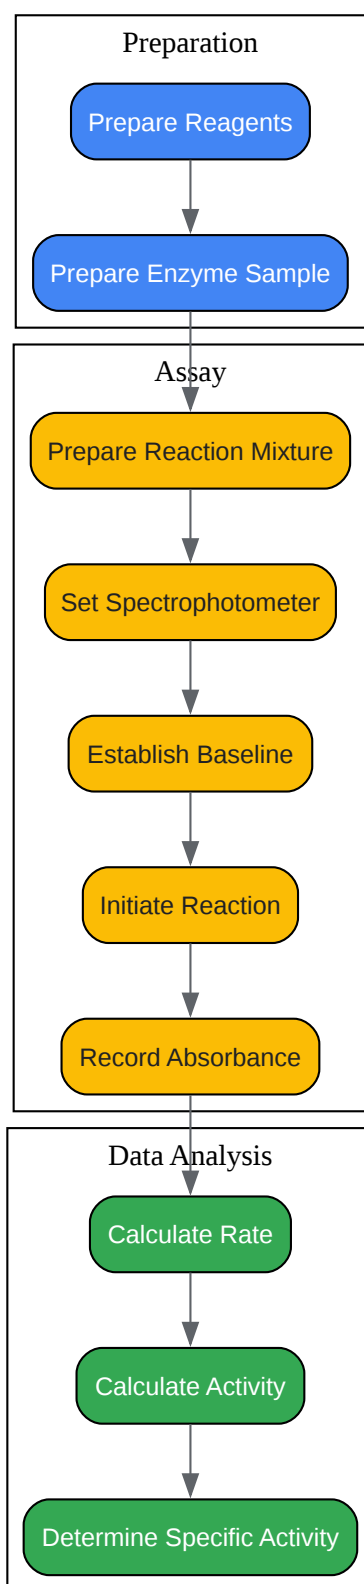 Preparation
Prepare Reagents
Prepare Enzyme Sample
Assay
Prepare Reaction Mixture
Set Spectrophotometer
Establish Baseline
Initiate Reaction
Record Absorbance
Data Analysis
Calculate Rate
Calculate Activity
Determine Specific Activity